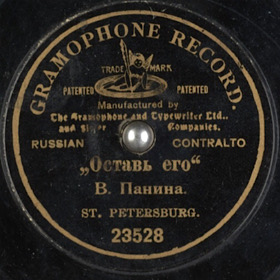 GRAMOPHONE RECORD.
TRADE MARK
PATENTED PATENTED
Manufactured by
The Gramophone and Typewriter Ltd.,
and Sister Companies.
RUSSIAN CONTRALTO
„Оставь его“
В. Панина.
ST. PETERSBURG.
23528